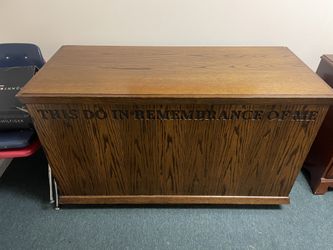 THIS DO IN REMEMBRANCE OF ME